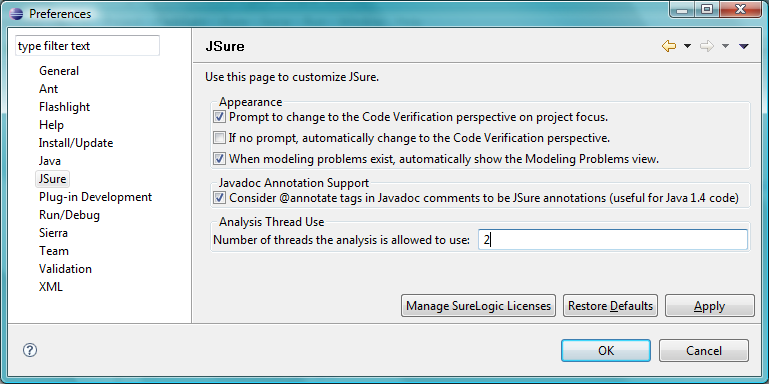 Preferences
type filter text
General
Ant
Flashlight
Help
Install/Update
Java
JSure
Plug-in Development
Run/Debug
Sierra
Team
Validation
XML
JSure
Use this page to customize JSure.
Appearance
Prompt to change to the Code Verification perspective on project focus.
If no prompt, automatically change to the Code Verification perspective.
When modeling problems exist, automatically show the Modeling Problems view.
Javadoc Annotation Support
Consider @annotate tags in Javadoc comments to be JSure annotations (useful for Java 1.4 code)
Analysis Thread Use
Number of threads the analysis is allowed to use: 2
Manage SureLogic Licenses Restore Defaults Apply
? OK Cancel